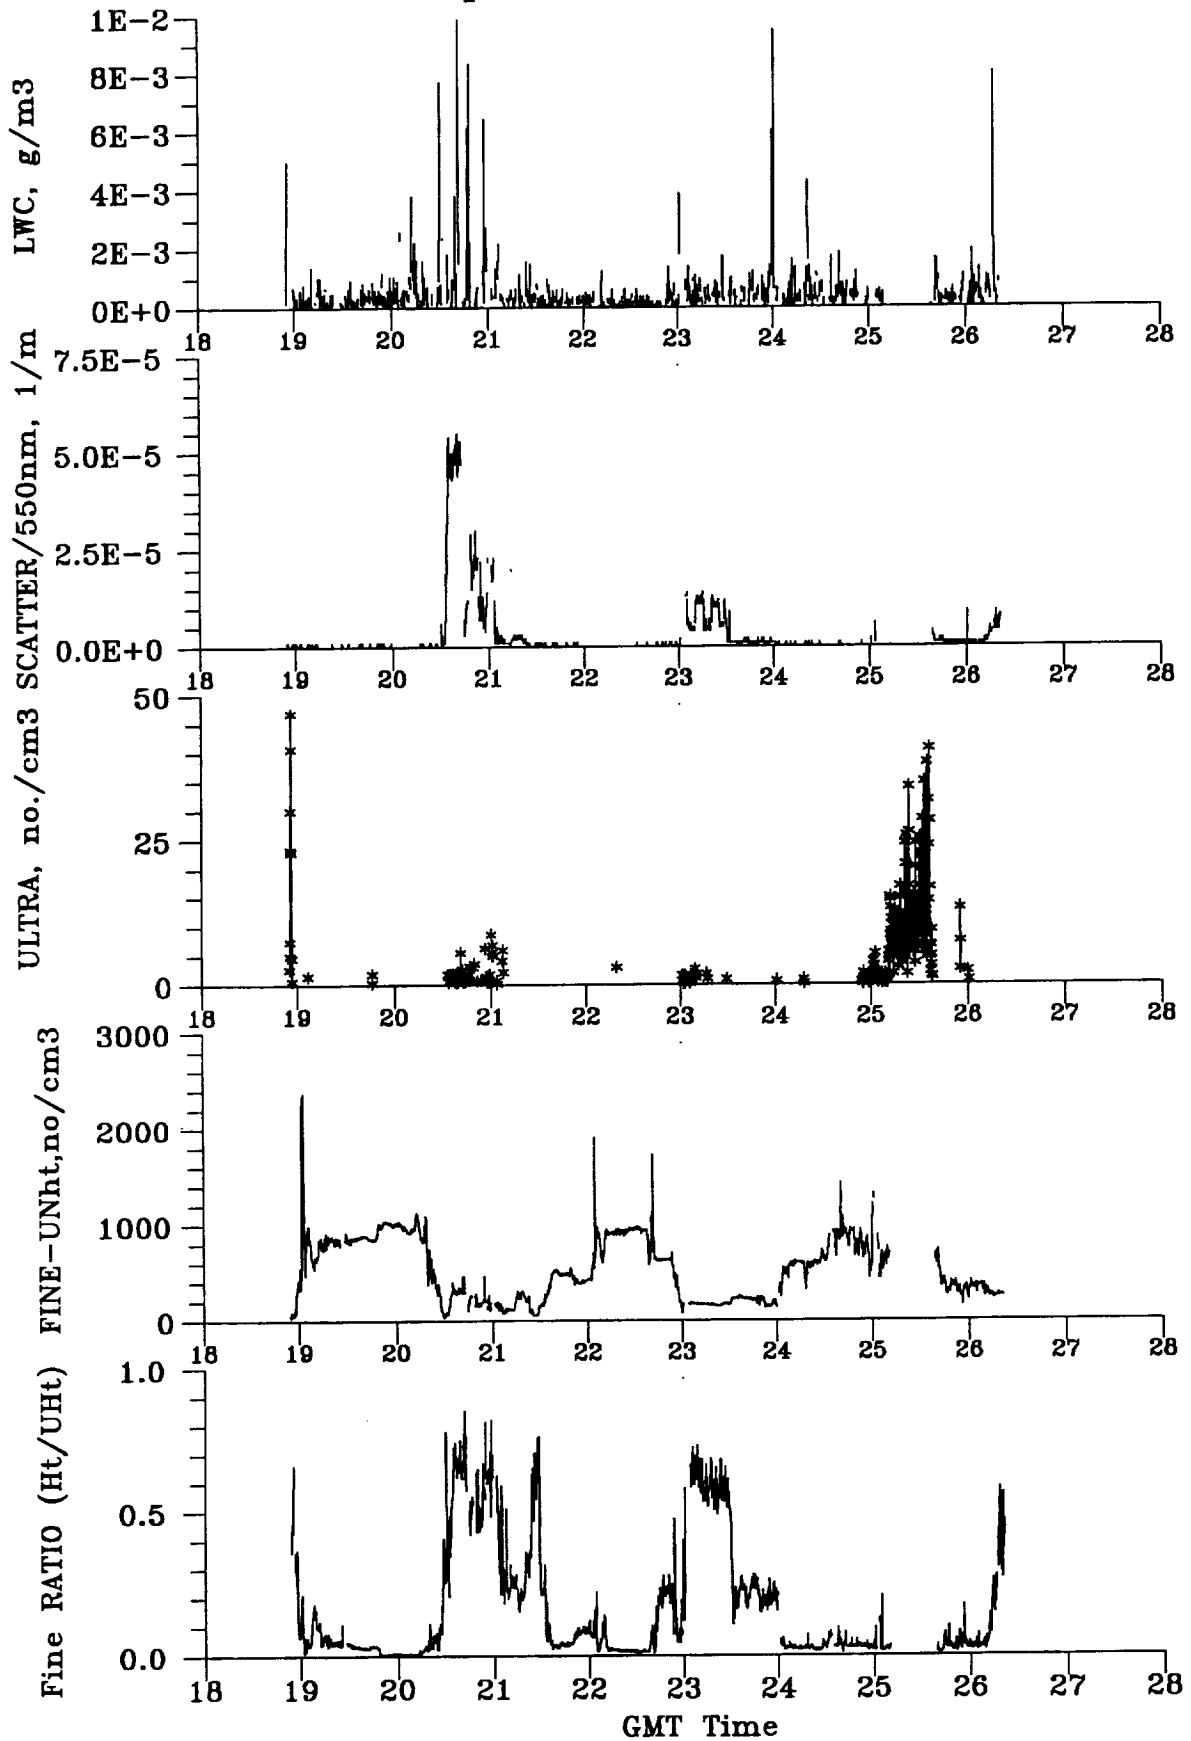 LWC, g/m3
1E-2
8E-3
6E-3
4E-3
2E-3
0E+0
18 19 20 21 22 23 24 25 26 27 28
SCATTER/550nm, 1/m
7.5E-5
5.0E-5
2.5E-5
0.0E+0
18 19 20 21 22 23 24 25 26 27 28
ULTRA, no./cm3
50
25
0
18 19 20 21 22 23 24 25 26 27 28
FINE-UNht,no/cm3
3000
2000
1000
0
18 19 20 21 22 23 24 25 26 27 28
Fine RATIO (Ht/UHt)
1.0
0.5
0.0
18 19 20 21 22 23 24 25 26 27 28
GMT Time